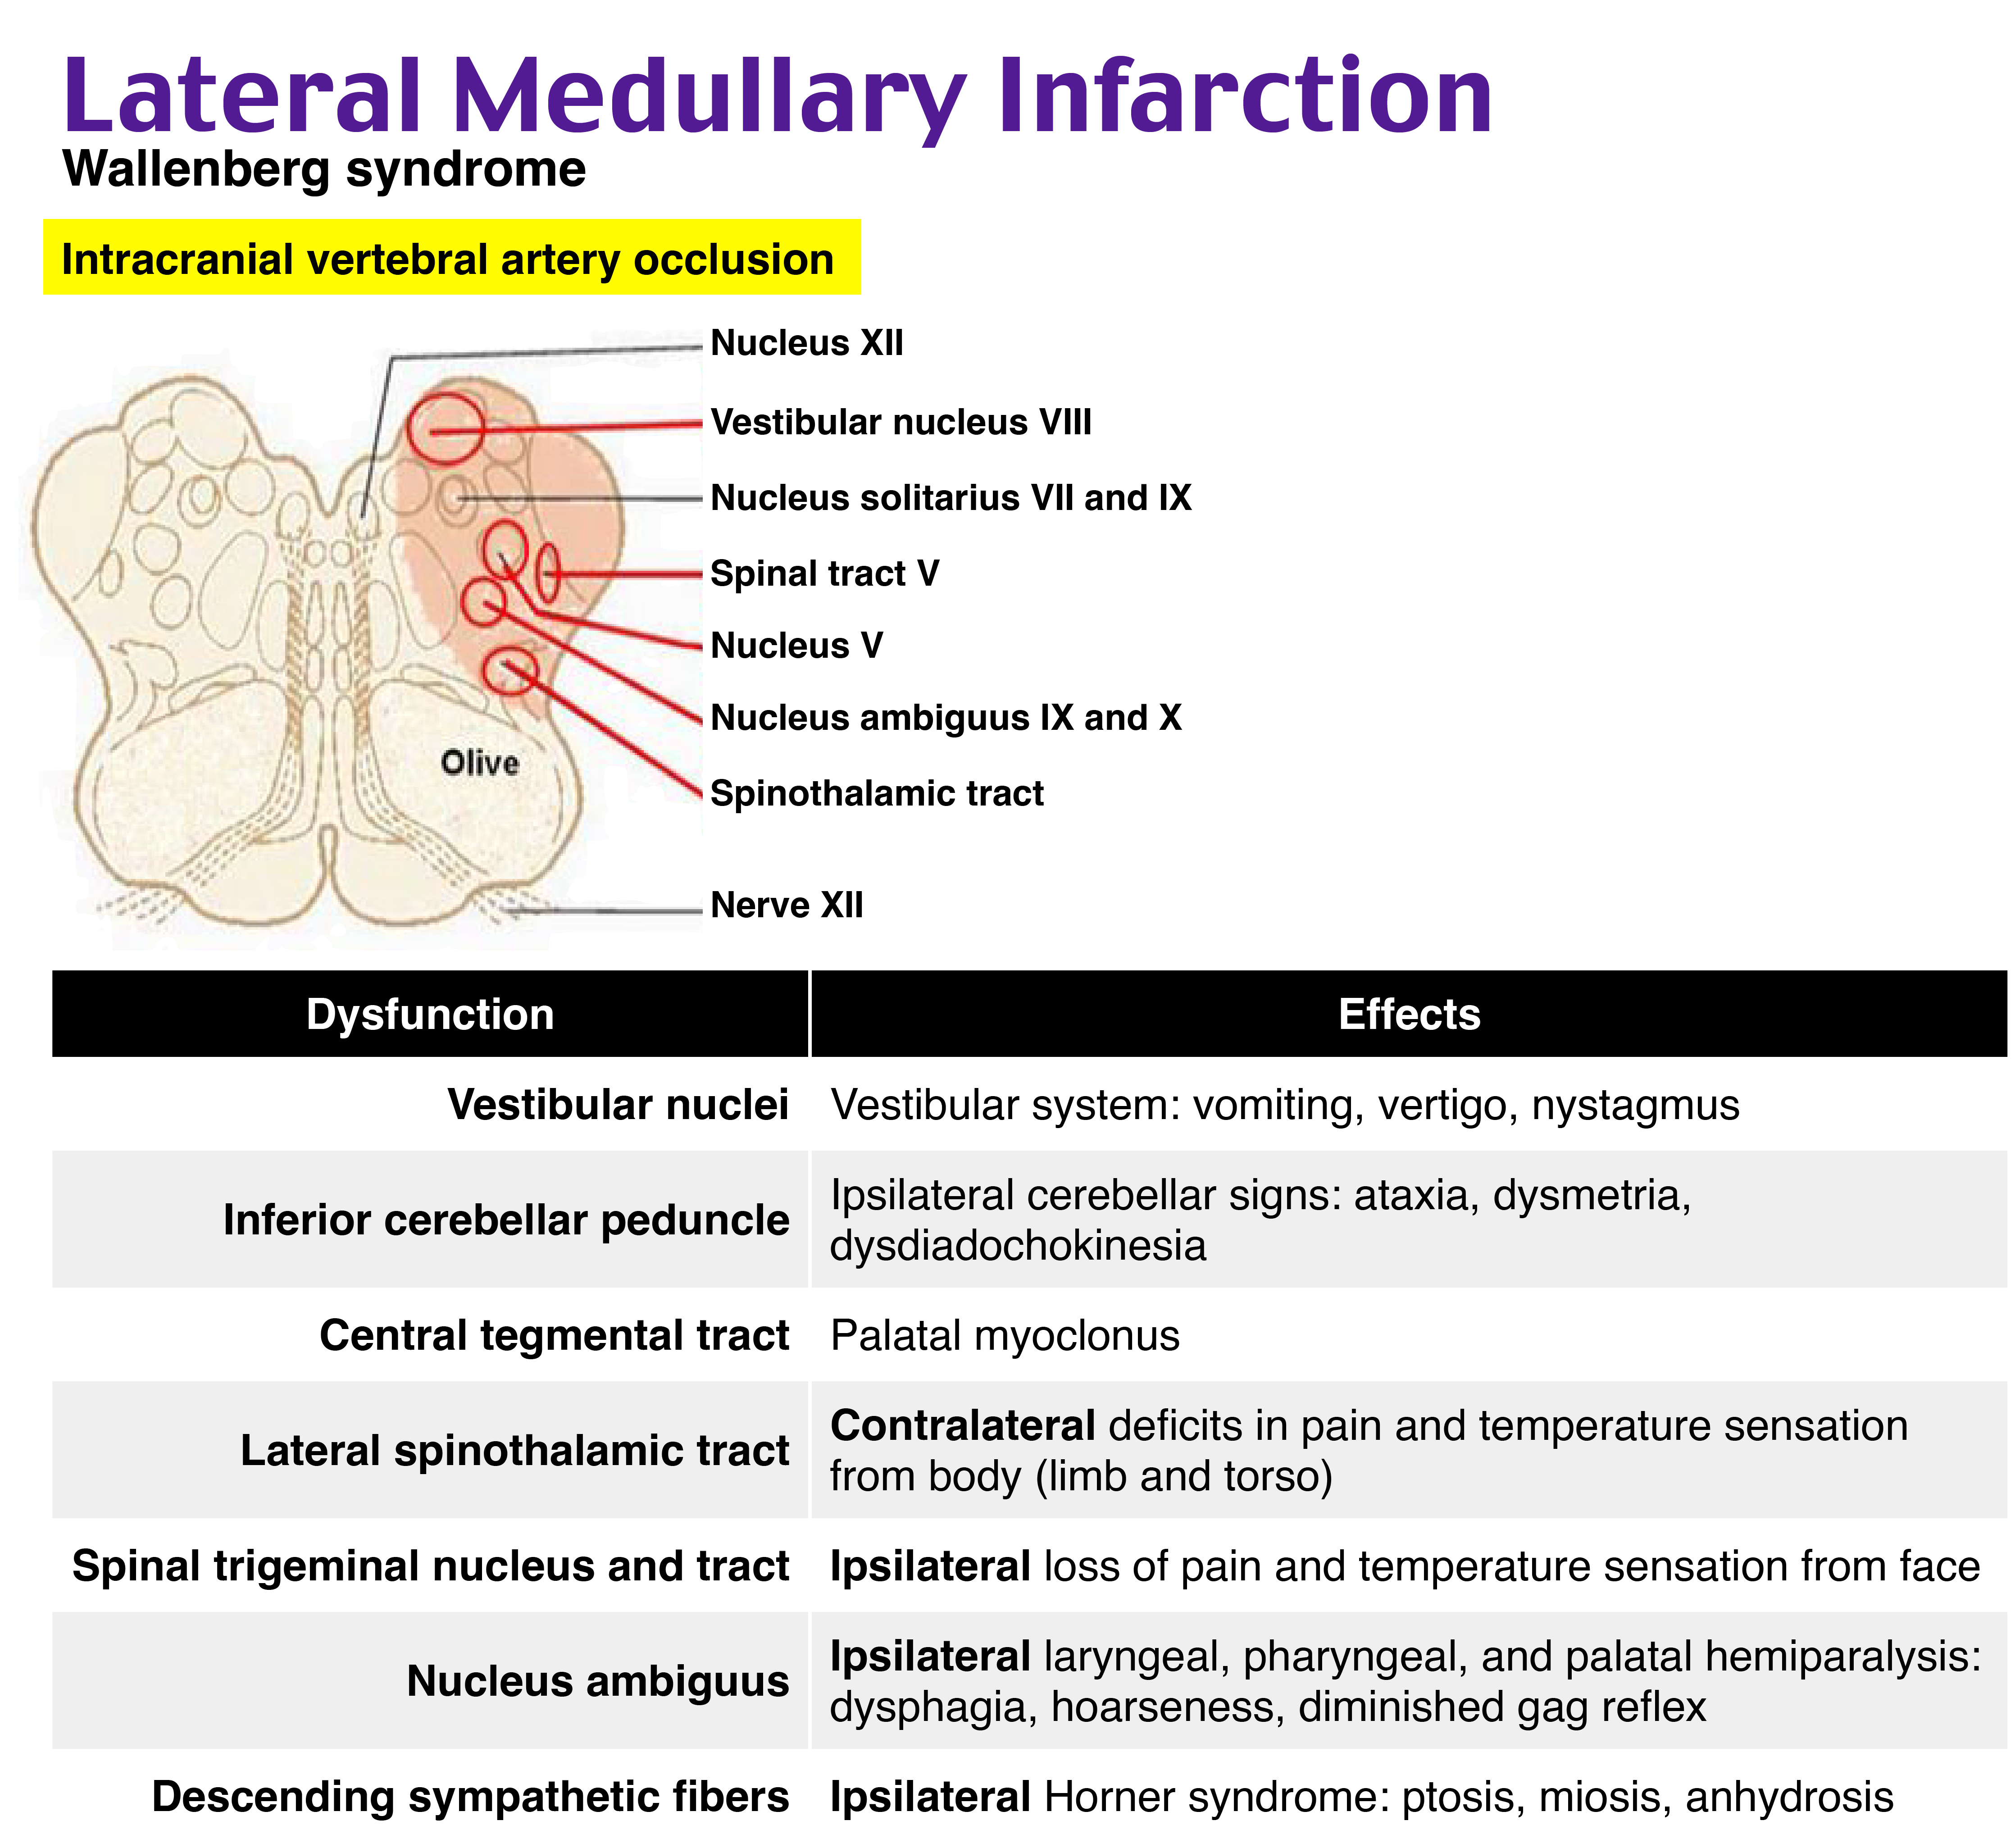 Lateral Medullary Infarction
Wallenberg syndrome
Intracranial vertebral artery occlusion
Nucleus XII
Vestibular nucleus VIII
Nucleus solitarius VII and IX
Spinal tract V
Nucleus V
Nucleus ambiguus IX and X
Olive
Spinothalamic tract
Nerve XII
Dysfunction Effects
Vestibular nuclei Vestibular system: vomiting, vertigo, nystagmus
Inferior cerebellar peduncle Ipsilateral cerebellar signs: ataxia, dysmetria,
dysdiadochokinesia
Central tegmental tract Palatal myoclonus
Lateral spinothalamic tract Contralateral deficits in pain and temperature sensation
from body (limb and torso)
Spinal trigeminal nucleus and tract Ipsilateral loss of pain and temperature sensation from face
Nucleus ambiguus Ipsilateral laryngeal, pharyngeal, and palatal hemiparalysis:
dysphagia, hoarseness, diminished gag reflex
Descending sympathetic fibers Ipsilateral Horner syndrome: ptosis, miosis, anhydrosis